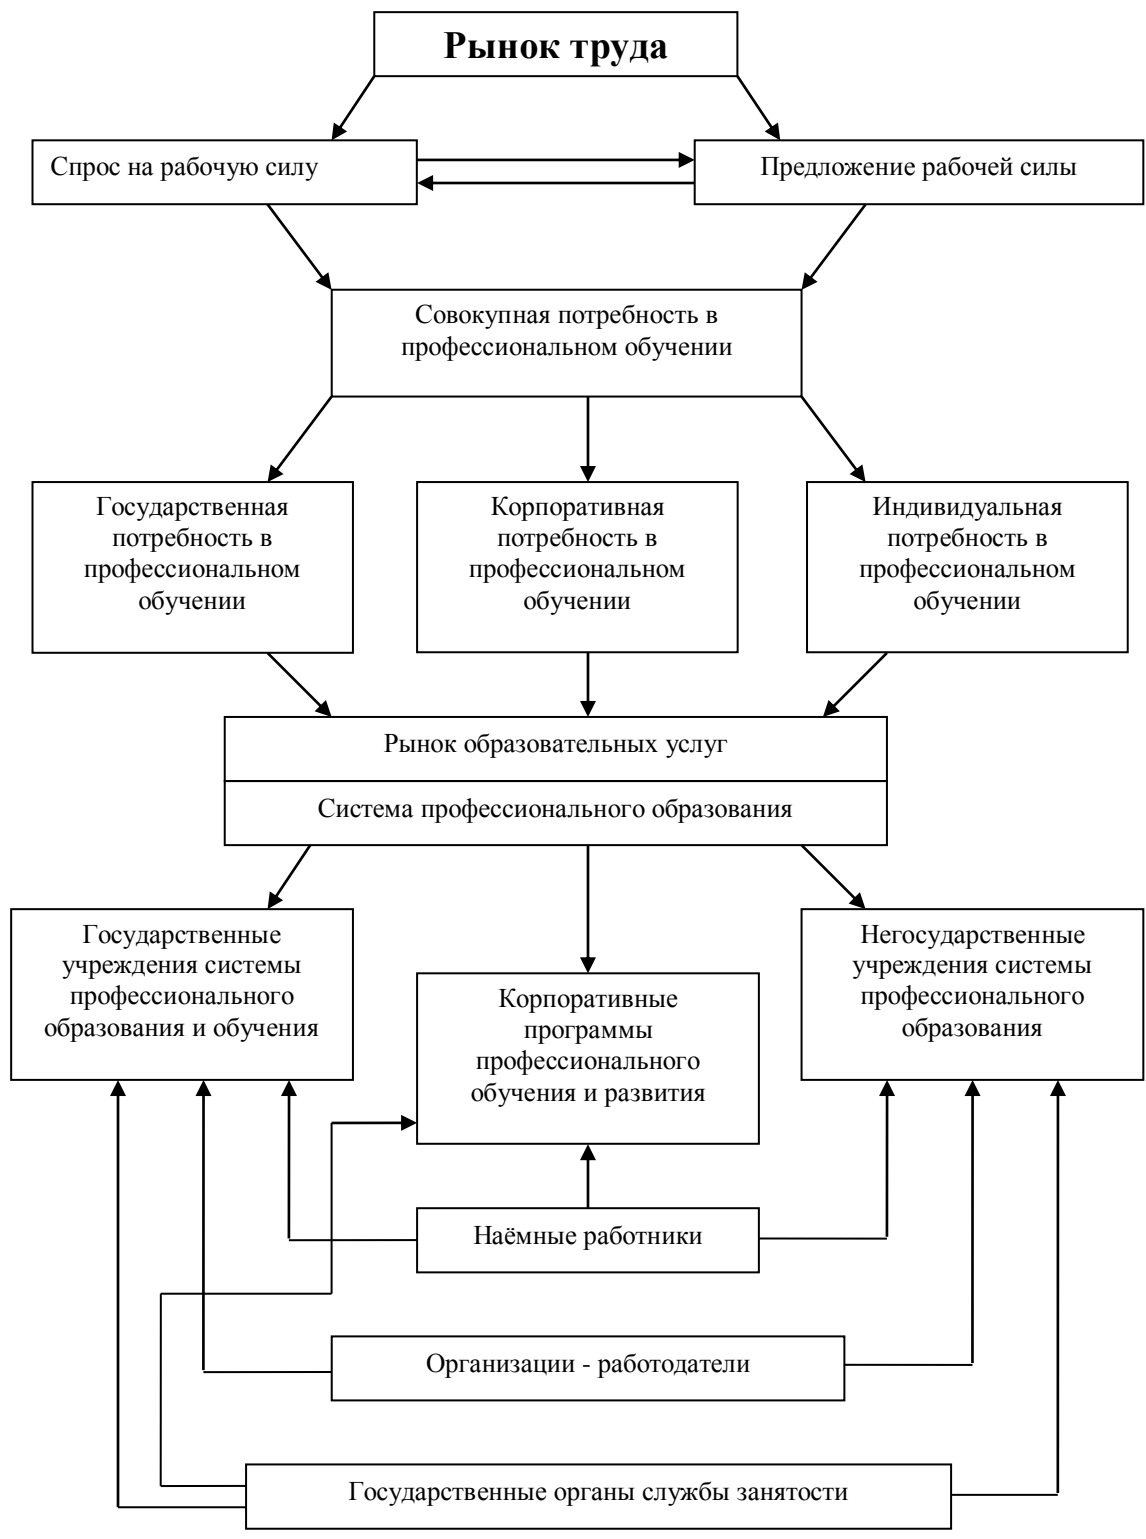 Рынок труда
Спрос на рабочую силу
Предложение рабочей силы
Совокупная потребность в
профессиональном обучении
Государственная
потребность в
профессиональном
обучении
Корпоративная
потребность в
профессиональном
обучении
Индивидуальная
потребность в
профессиональном
обучении
Рынок образовательных услуг
Система профессионального образования
Государственные
учреждения системы
профессионального
образования и обучения
Корпоративные
программы
профессионального
обучения и развития
Негосударственные
учреждения системы
профессионального
образования
Наёмные работники
Организации - работодатели
Государственные органы службы занятости